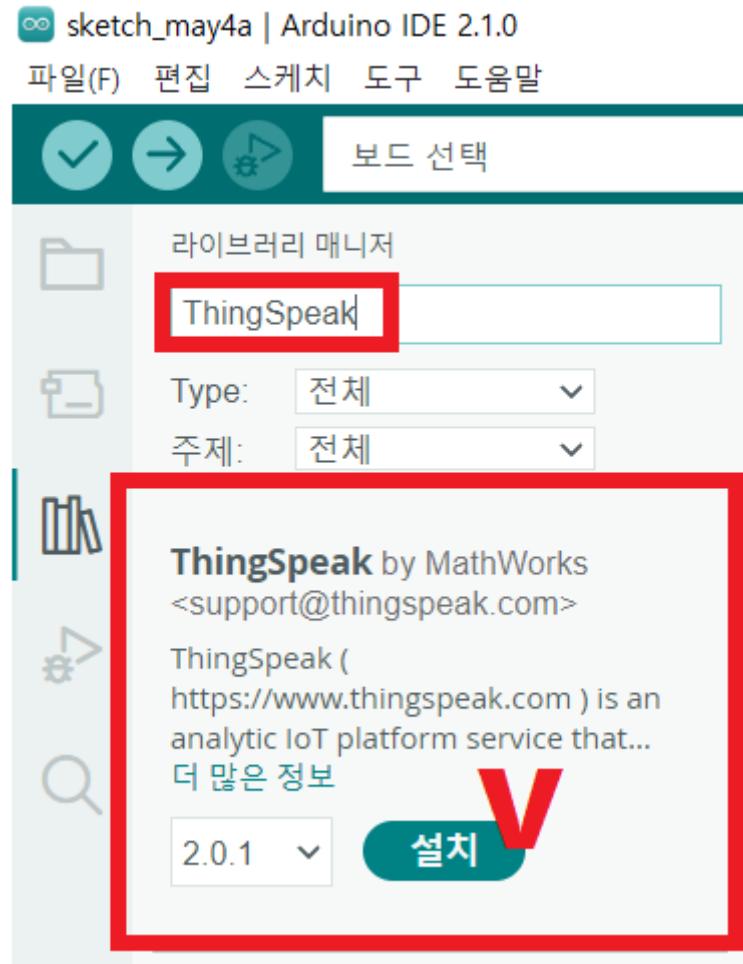 sketch_may4a | Arduino IDE 2.1.0
파일(F) 편집 스케치 도구 도움말
보드 선택
라이브러리 매니저
ThingSpeak
Type: 전체
주제: 전체
ThingSpeak by MathWorks
<support@thingspeak.com>
ThingSpeak (
https://www.thingspeak.com ) is an
analytic IoT platform service that...
더 많은 정보
2.0.1 설치 V